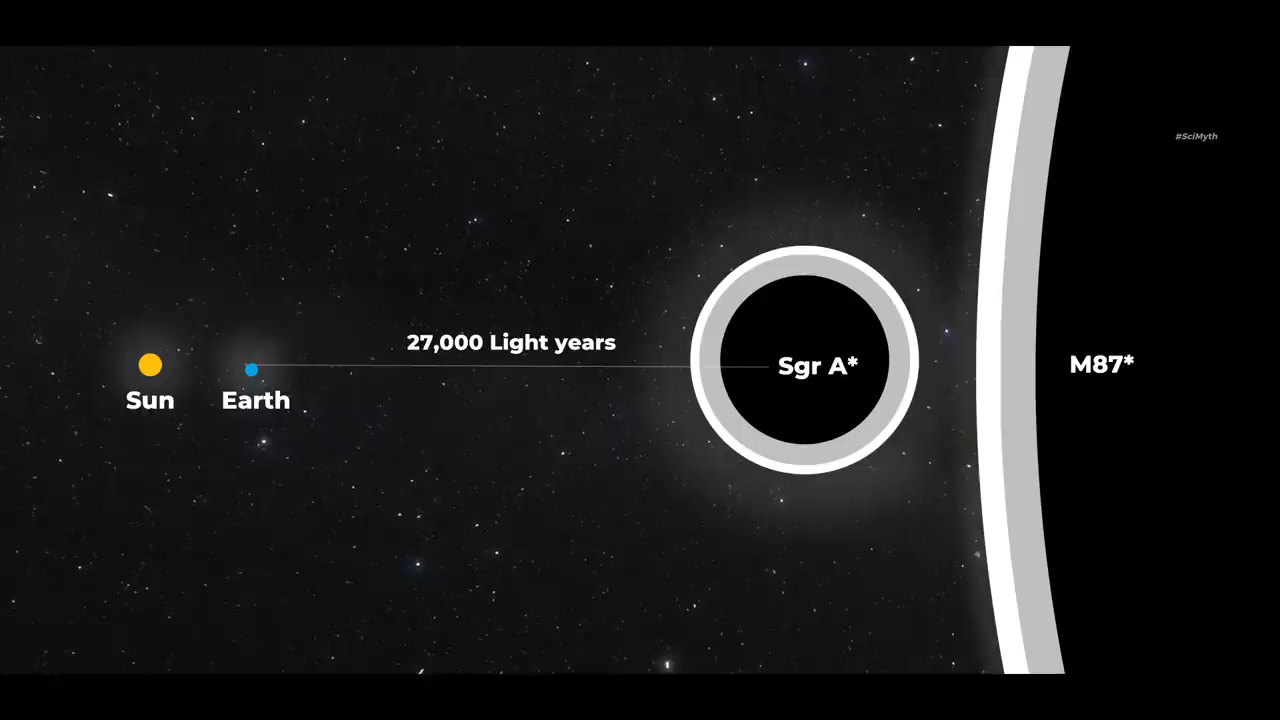 #SciMyth
27,000 Light years
Sgr A*
M87*
Sun
Earth